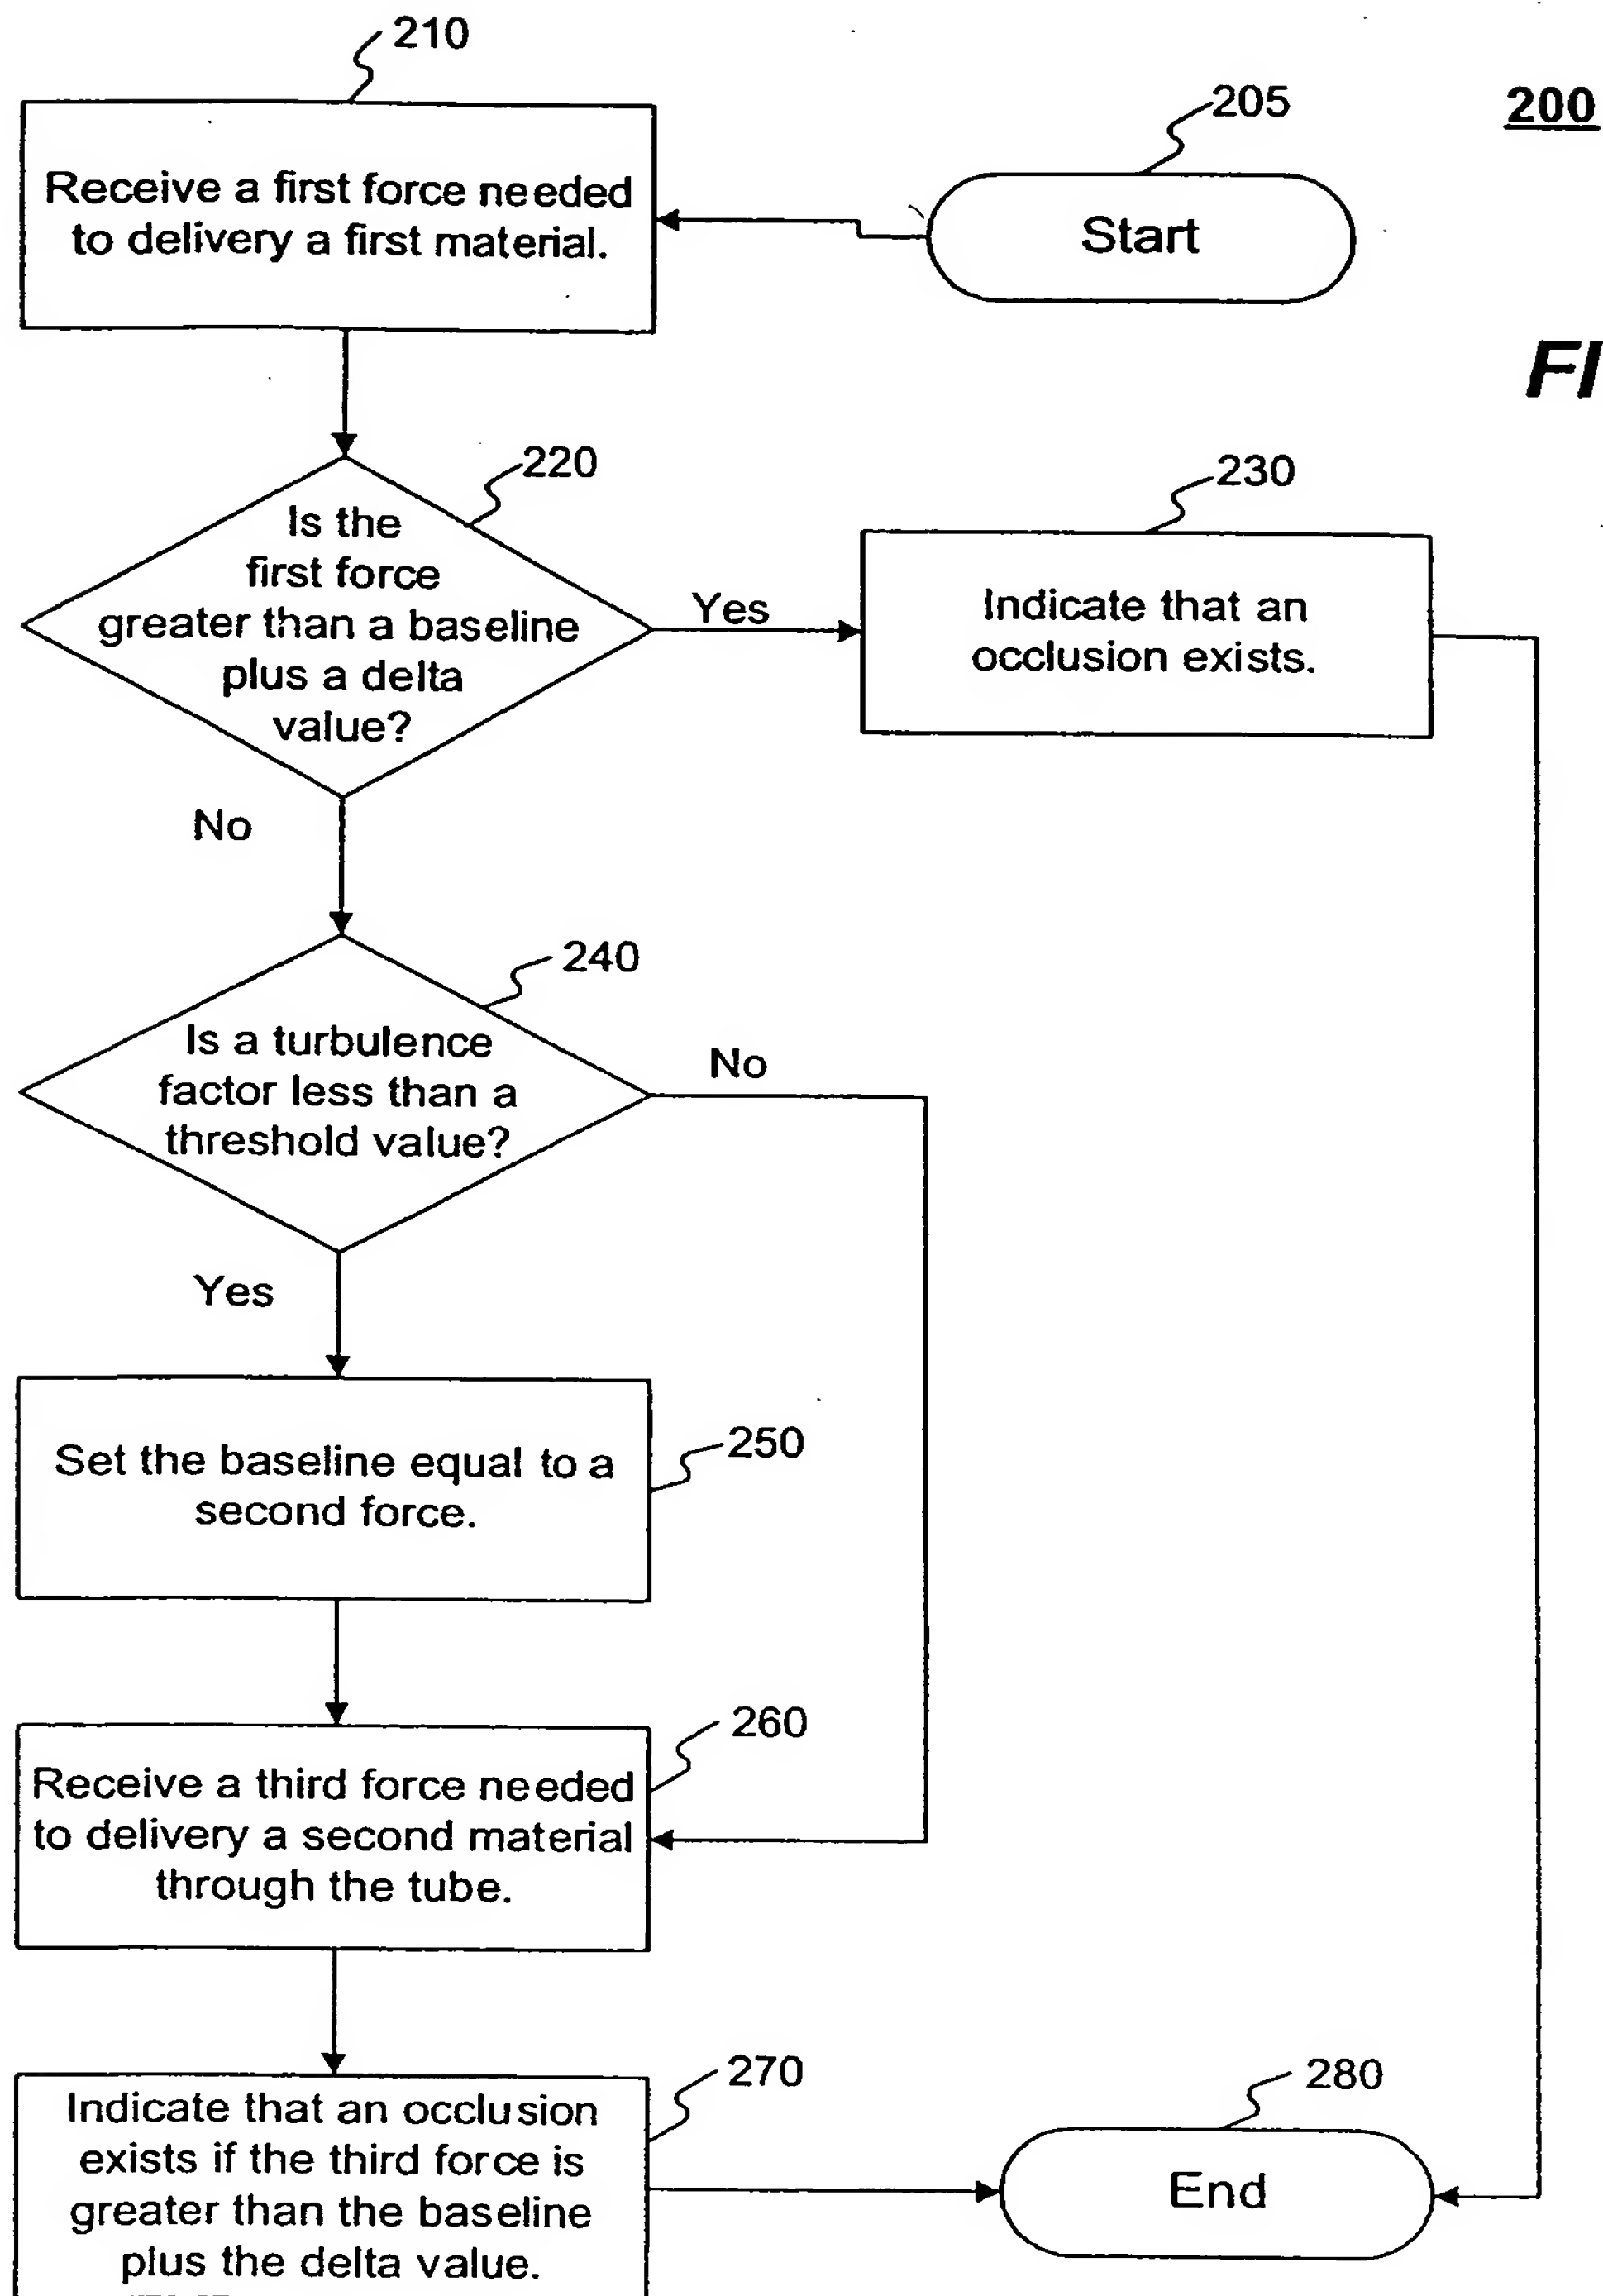 210
205
200
Receive a first force needed
to delivery a first material.
Start
FI
220
230
Is the
first force
greater than a baseline
plus a delta
value?
Yes
Indicate that an
occlusion exists.
No
240
Is a turbulence
factor less than a
threshold value?
No
Yes
250
Set the baseline equal to a
second force.
260
Receive a third force needed
to delivery a second material
through the tube.
270
280
Indicate that an occlusion
exists if the third force is
greater than the baseline
plus the delta value.
End